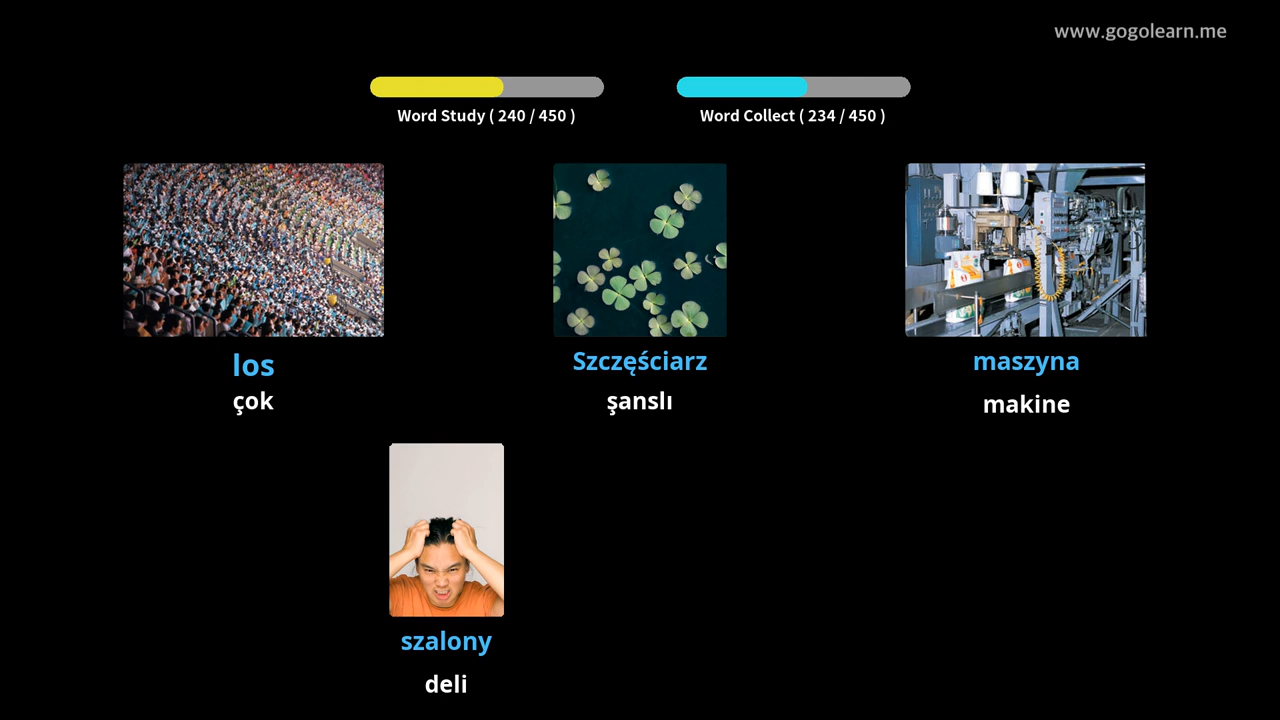 www.gogolearn.me
Word Study ( 240 / 450 )
Word Collect ( 234 / 450 )
los
çok
Szczęściarz
şanslı
maszyna
makine
szalony
deli